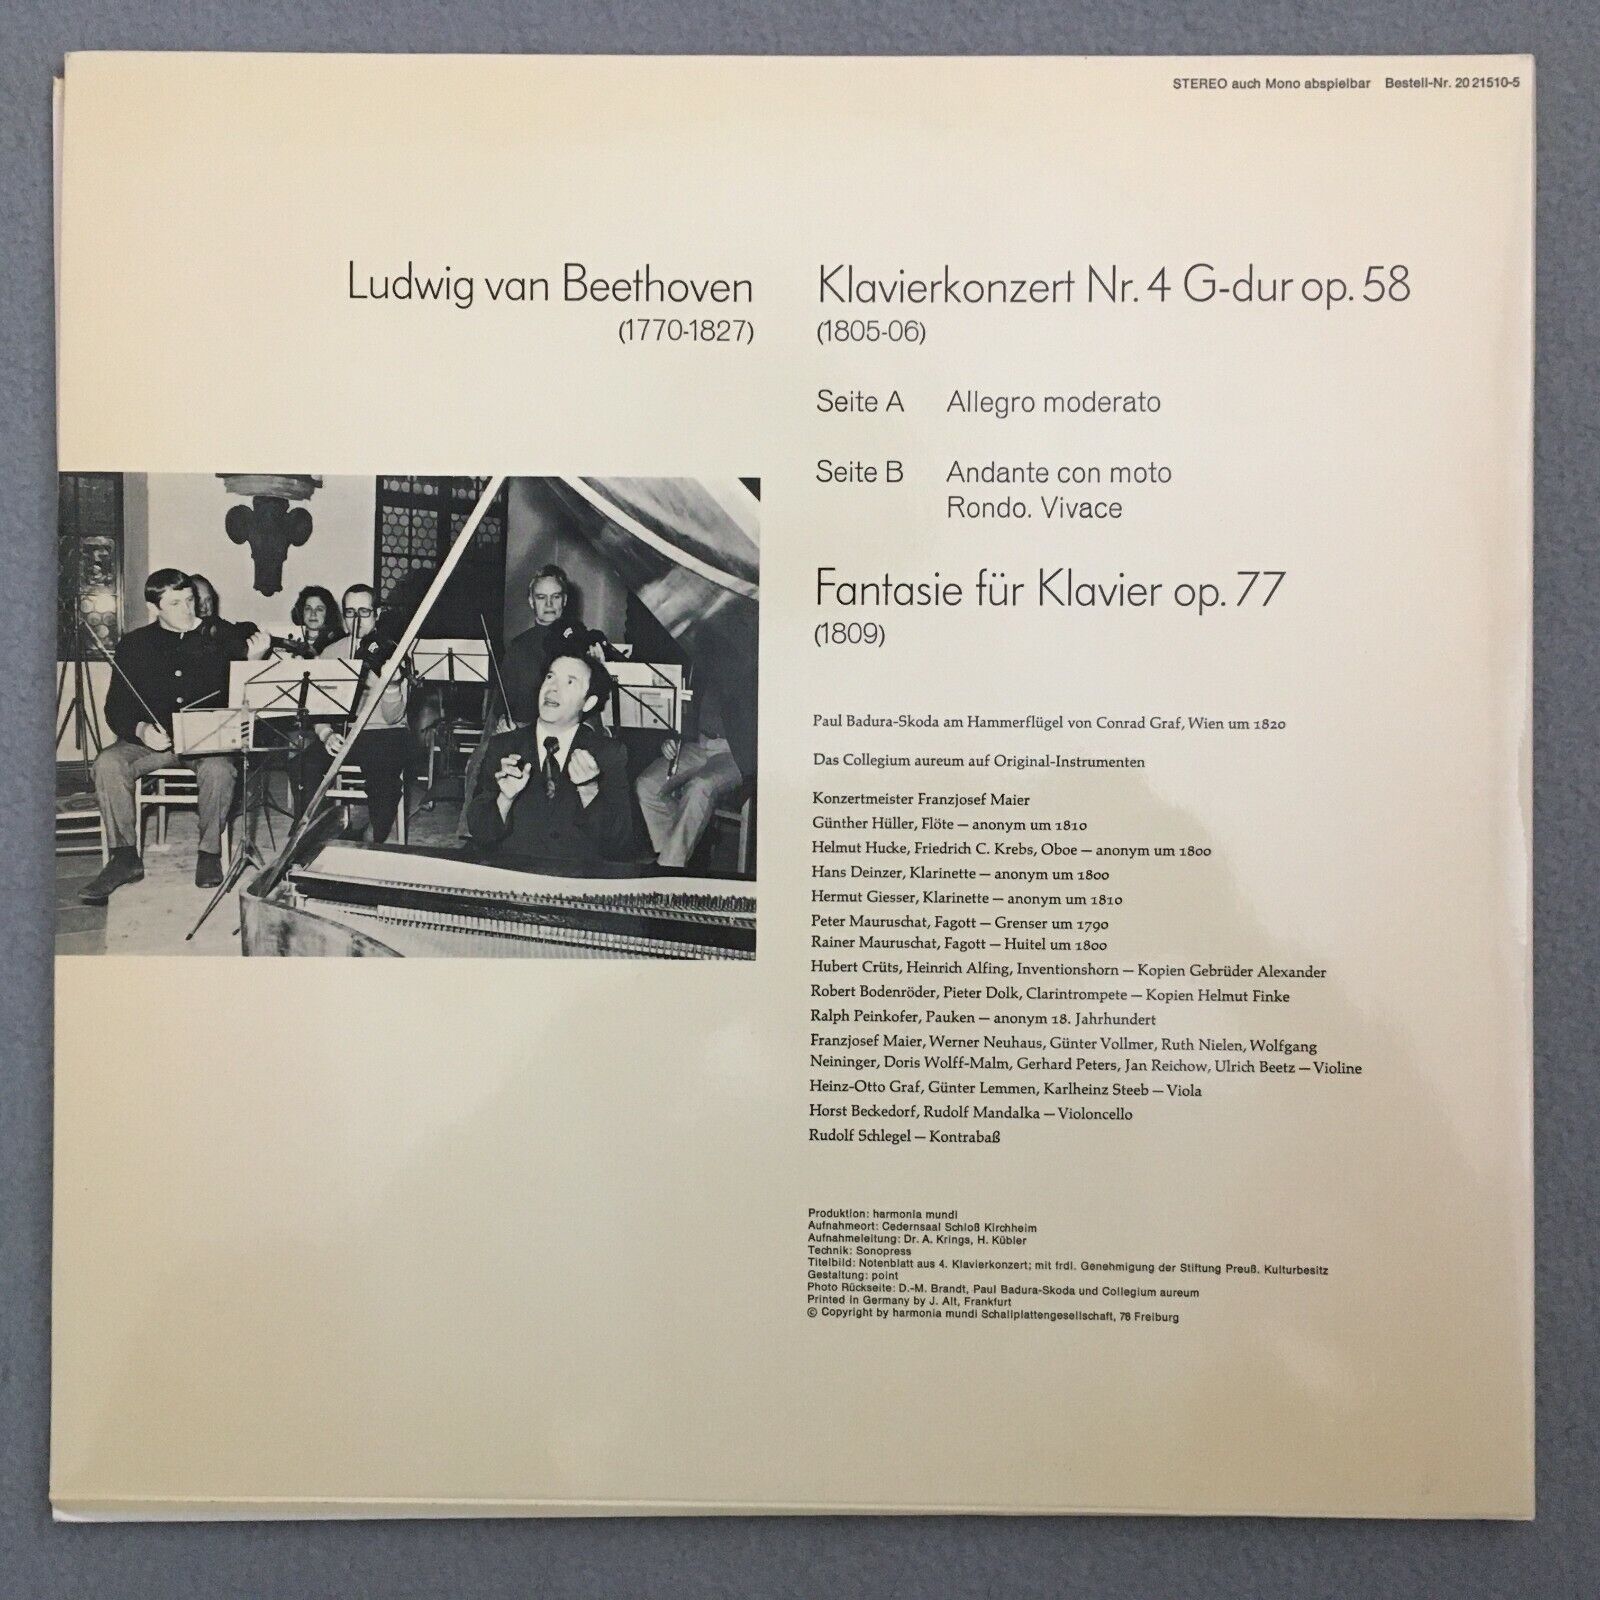 STEREO auch Mono abspielbar Bestell-Nr. 20 21510-5
Ludwig van Beethoven
(1770-1827)
Klavierkonzert Nr. 4 G-dur op. 58
(1805-06)
Seite A Allegro moderato
Seite B Andante con moto
Rondo. Vivace
Fantasie für Klavier op. 77
(1809)
Paul Badura-Skoda am Hammerflügel von Conrad Graf, Wien um 1820
Das Collegium aureum auf Original-Instrumenten
Konzertmeister Franzjosef Maier
Günther Hüller, Flöte — anonym um 1810
Helmut Hucke, Friedrich C. Krebs, Oboe — anonym um 1800
Hans Deinzer, Klarinette — anonym um 1800
Hermut Giesser, Klarinette — anonym um 1810
Peter Mauruschat, Fagott — Grenser um 1790
Rainer Mauruschat, Fagott — Huitel um 1800
Hubert Crüts, Heinrich Alfing, Inventionshorn — Kopien Gebrüder Alexander
Robert Bodenröder, Pieter Dolk, Clarintrompete — Kopien Helmut Finke
Ralph Peinkofer, Pauken — anonym 18. Jahrhundert
Franzjosef Maier, Werner Neuhaus, Günter Vollmer, Ruth Nielen, Wolfgang
Neininger, Doris Wolff-Malm, Gerhard Peters, Jan Reichow, Ulrich Beetz — Violine
Heinz-Otto Graf, Günter Lemmen, Karlheinz Steeb — Viola
Horst Beckedorf, Rudolf Mandalka — Violoncello
Rudolf Schlegel — Kontrabaß
Produktion: harmonia mundi
Aufnahmeort: Cedernsaal Schloß Kirchheim
Aufnahmeleitung: Dr. A. Krings, H. Kübler
Technik: Sonopress
Titelbild: Notenblatt aus 4. Klavierkonzert; mit frdl. Genehmigung der Stiftung Preuß. Kulturbesitz
Gestaltung: point
Photo Rückseite: D.-M. Brandt, Paul Badura-Skoda und Collegium aureum
Printed in Germany by J. Alt, Frankfurt
© Copyright by harmonia mundi Schallplattengesellschaft, 78 Freiburg